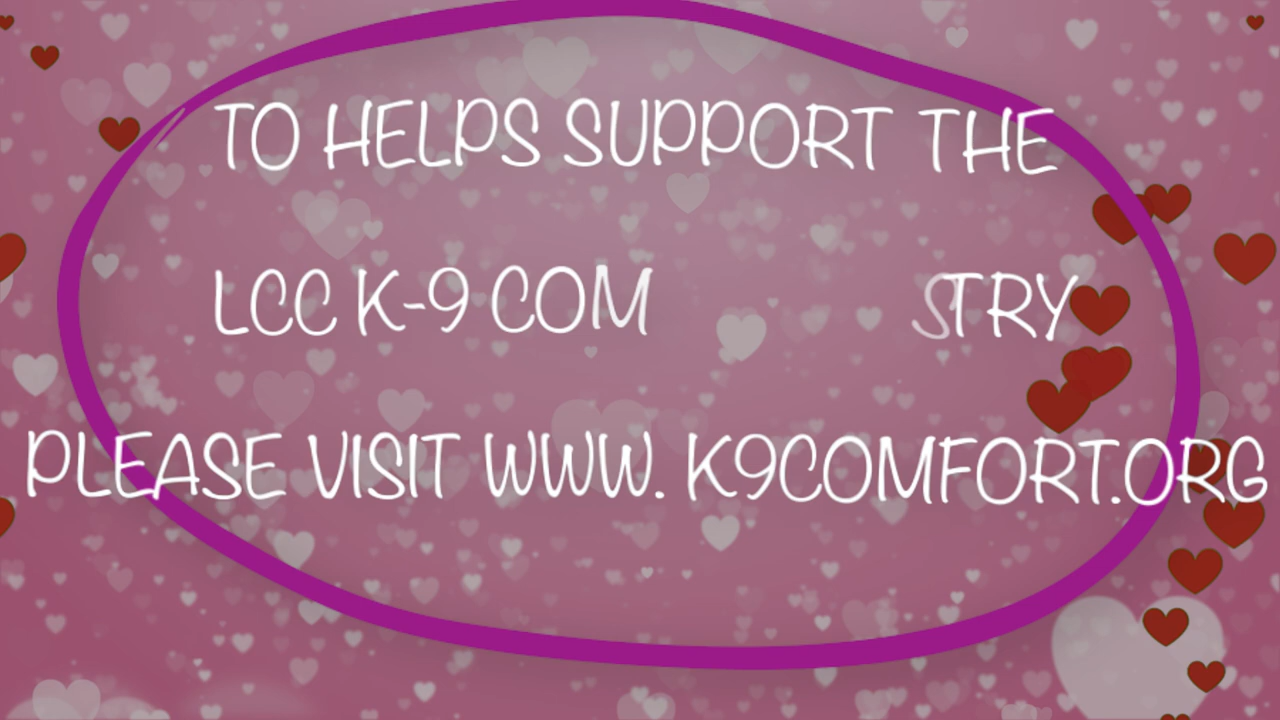 TO HELPS SUPPORT THE
LCC K-9 COM STRY
PLEASE VISIT WWW. K9COMFORT.ORG